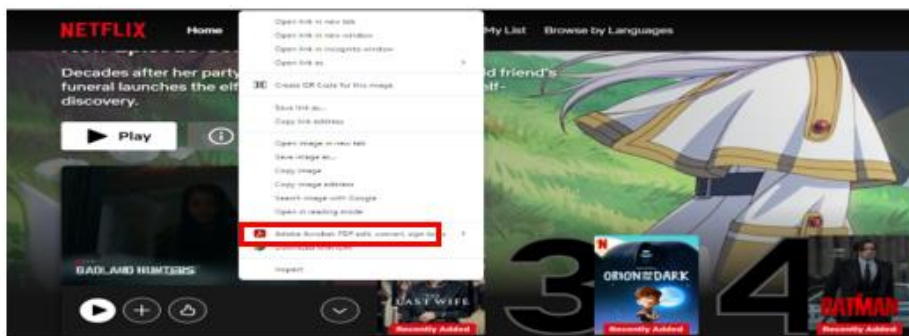 NETFLIX Home My List Browse by Languages
Decades after her party
funeral launches the elf
discovery.
d friend's
elf-
Play
Open link in new tab
Open link in new window
Open link in incognito window
Open link as
Create QR Code for this image
Save link as...
Copy link address
Open image in new tab
Save image as...
Copy image
Copy image address
Search image with Google
Open in reading mode
Adobe Acrobat: PDF edit, convert, sign
Inspect
BADLAND HUNTERS
LAST WIFE
Recently Added
3
N
ORION AND THE DARK
Recently Added
4
BATMAN
Recently Added